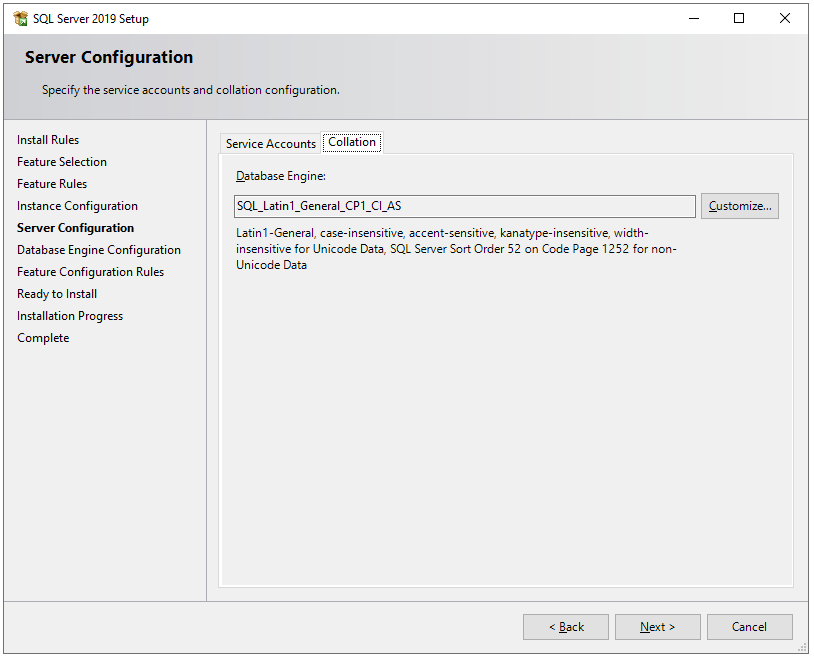 SQL Server 2019 Setup
Server Configuration
Specify the service accounts and collation configuration.
Install Rules
Feature Selection
Feature Rules
Instance Configuration
Server Configuration
Database Engine Configuration
Feature Configuration Rules
Ready to Install
Installation Progress
Complete
Service Accounts
Collation
Database Engine:
SQL_Latin1_General_CP1_CI_AS
Customize...
Latin1-General, case-insensitive, accent-sensitive, kanatype-insensitive, width-
insensitive for Unicode Data, SQL Server Sort Order 52 on Code Page 1252 for non-
Unicode Data
< Back
Next >
Cancel